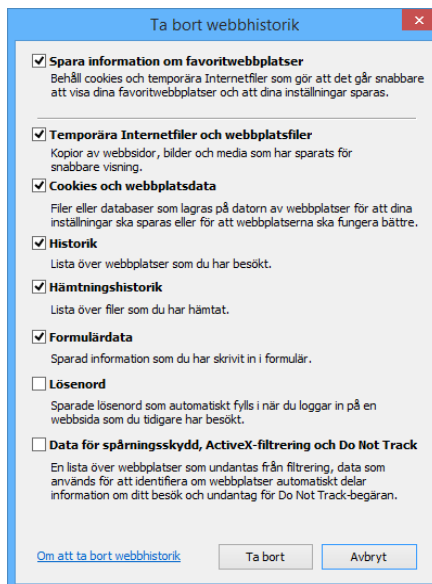 Ta bort webbhistorik
Spara information om favoritwebbplatser
Behåll cookies och temporära Internetfiler som gör att det går snabbare
att visa dina favoritwebbplatser och att dina inställningar sparas.
Temporära Internetfiler och webbplatsfiler
Kopior av webbsidor, bilder och media som har sparats för
snabbare visning.
Cookies och webbplatsdata
Filer eller databaser som lagras på datorn av webbplatser för att dina
inställningar ska sparas eller för att webbplatserna ska fungera bättre.
Historik
Lista över webbplatser som du har besökt.
Hämtningshistorik
Lista över filer som du har hämtat.
Formulärdata
Sparad information som du har skrivit in i formulär.
Lösenord
Sparade lösenord som automatiskt fylls i när du loggar in på en
webbsida som du tidigare har besökt.
Data för spårningsskydd, ActiveX-filtrering och Do Not Track
En lista över webbplatser som undantas från filtrering, data som
används för att identifiera om webbplatser automatiskt delar
information om ditt besök och undantag för Do Not Track-begäran.
Om att ta bort webbhistorik
Ta bort
Avbryt